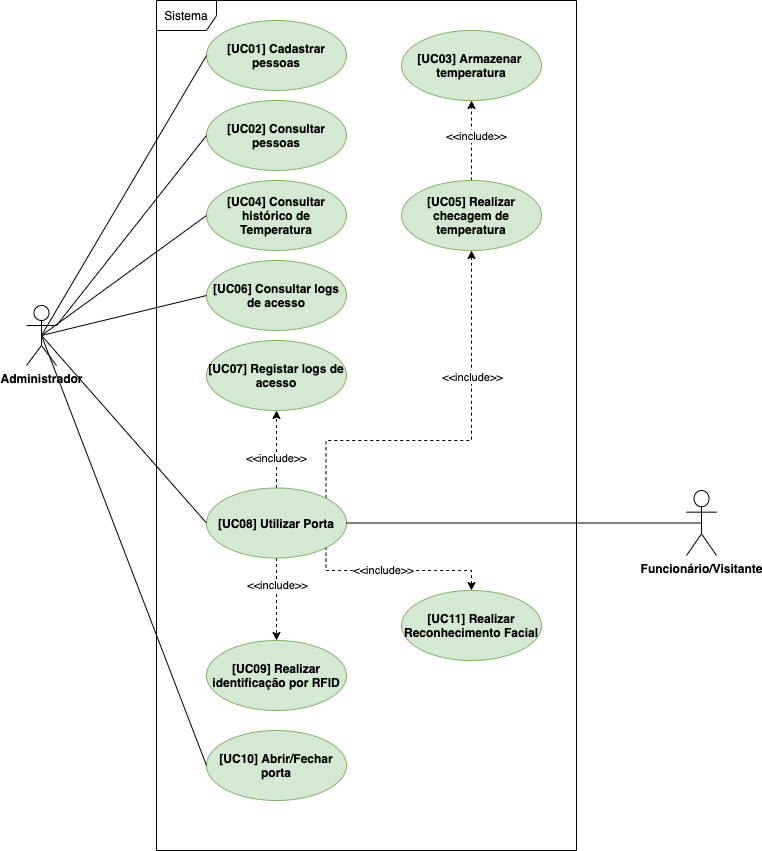 Sistema
[UC01] Cadastrar
pessoas
[UC03] Armazenar
temperatura
[UC02] Consultar
pessoas
<<include>>
[UC04] Consultar
histórico de
Temperatura
[UC05] Realizar
checagem de
temperatura
[UC06] Consultar logs
de acesso
Administrador
[UC07] Registar logs de
acesso
<<include>>
<<include>>
[UC08] Utilizar Porta
Funcionário/Visitante
<<include>>
<<include>>
[UC11] Realizar
Reconhecimento Facial
[UC09] Realizar
identificação por RFID
[UC10] Abrir/Fechar
porta